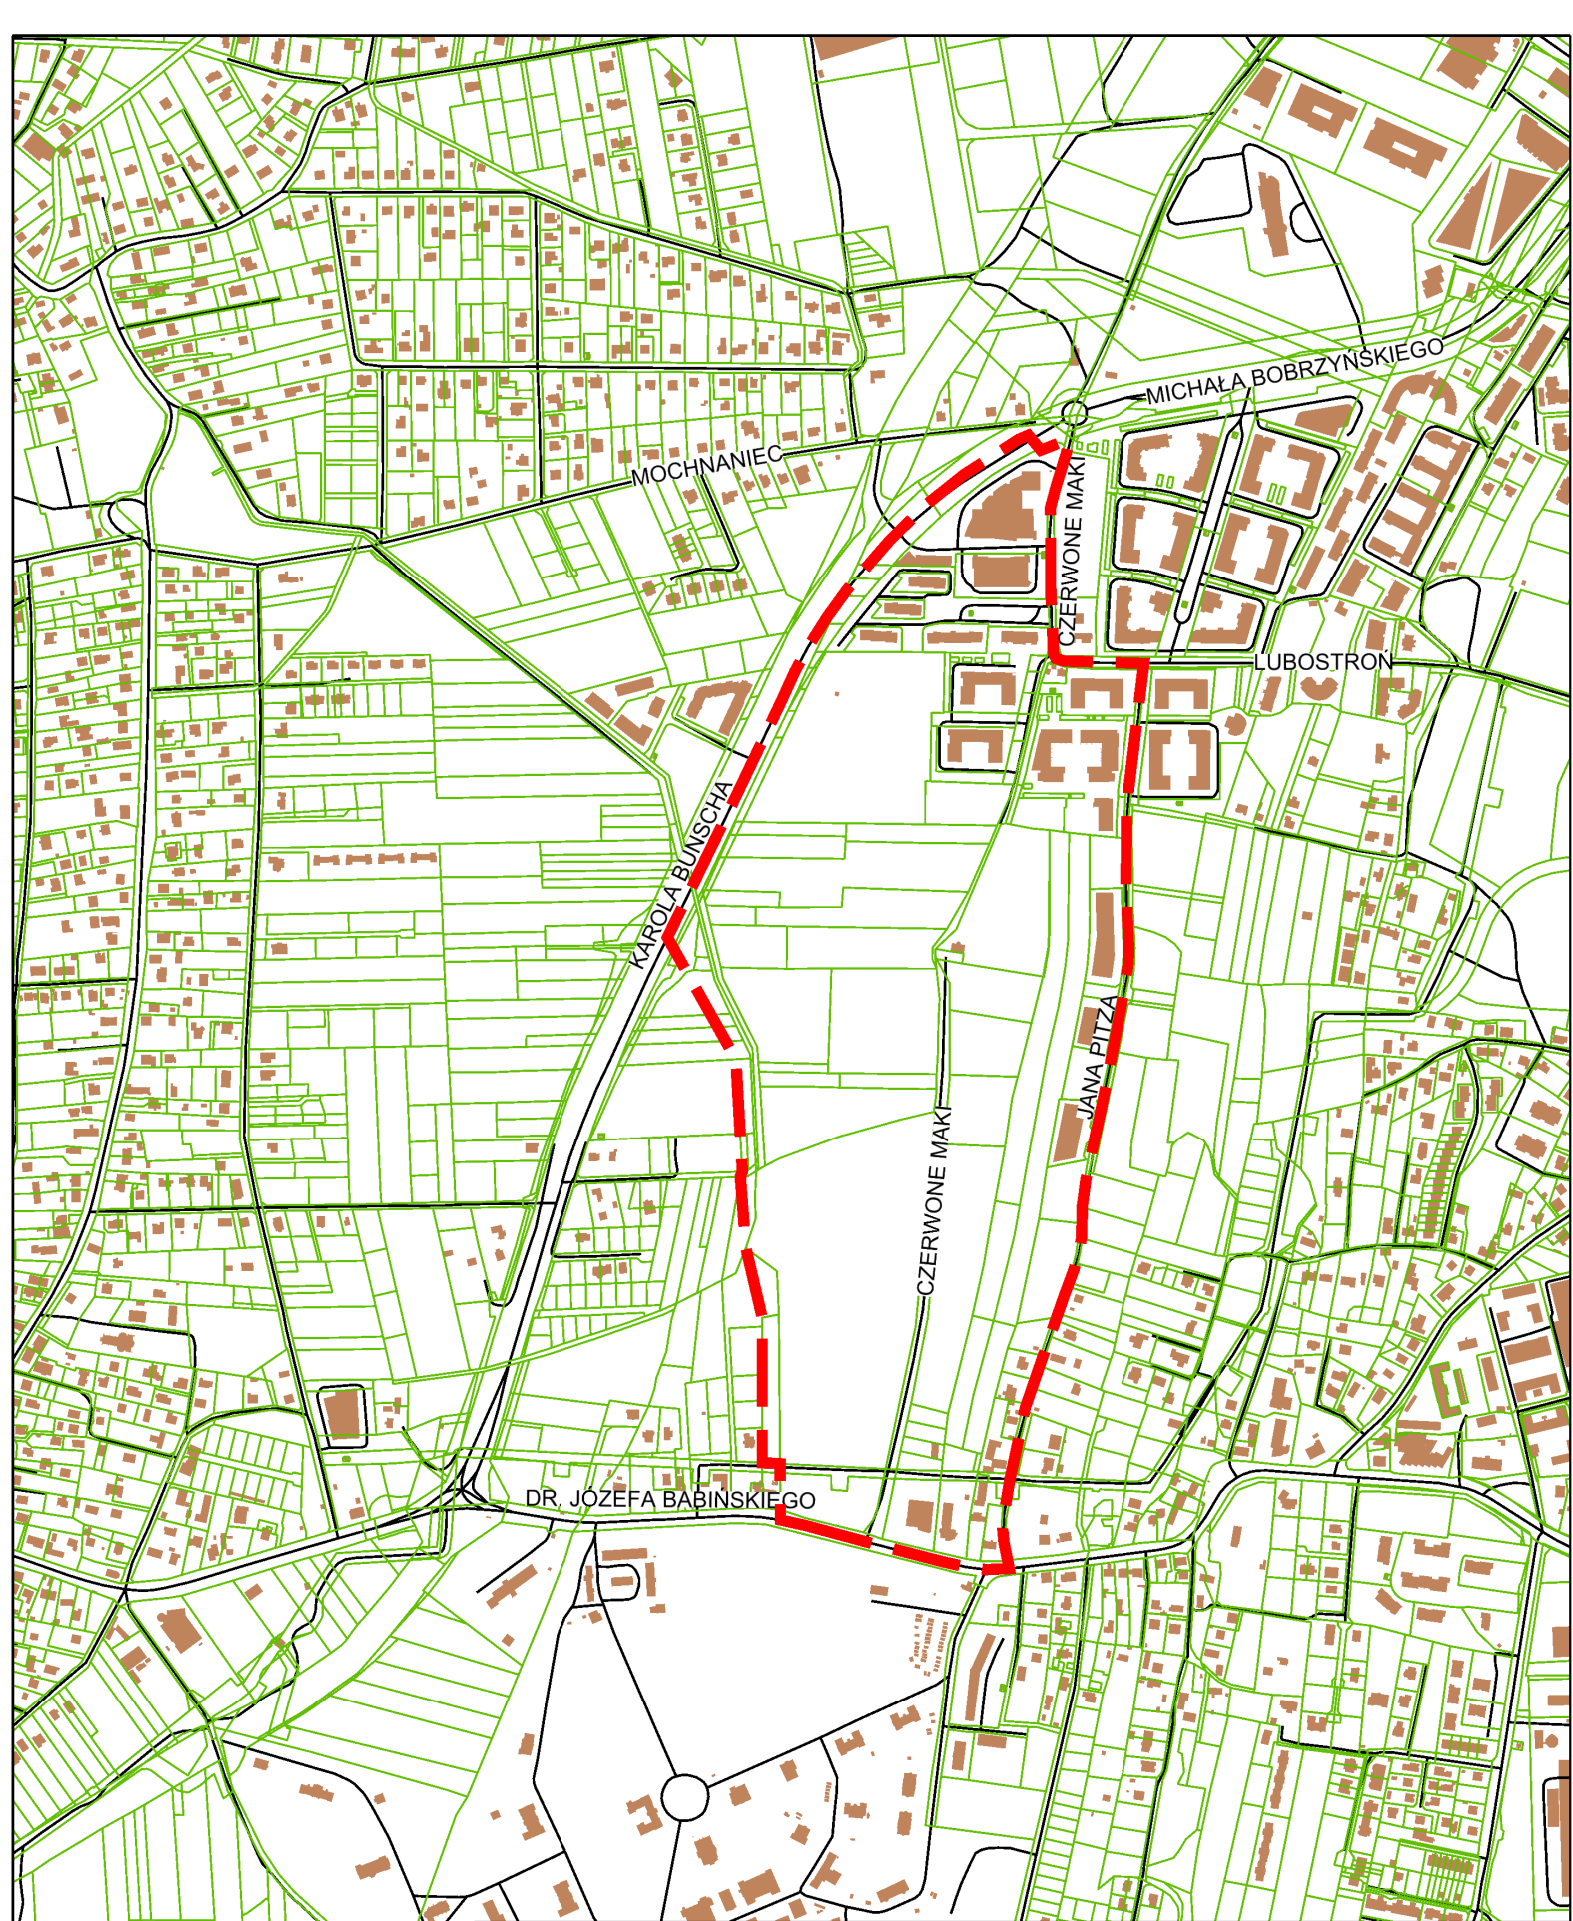 MICHAŁA BOBRZYŃSKIEGO
MOCHNANIEC
CZERWONE MAKI
LUBOSTROŃ
KAROLA BUNSCHA
JANA PITZA
CZERWONE MAKI
DR. JÓZEFA BABIŃSKIEGO